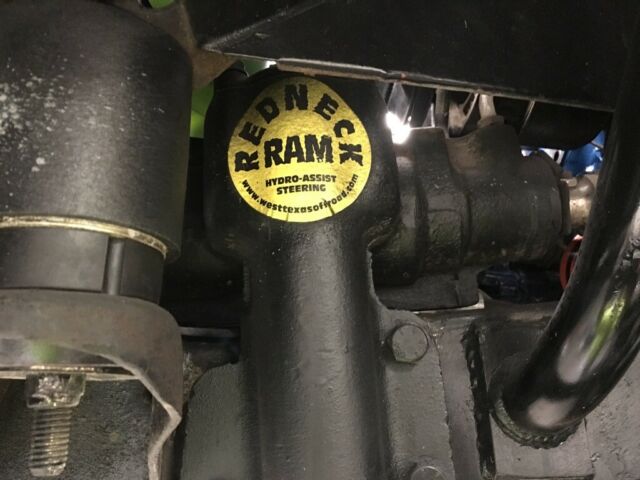 REDNECK
RAM
HYDRO-ASSIST
STEERING
www.westtexasoffroad.com